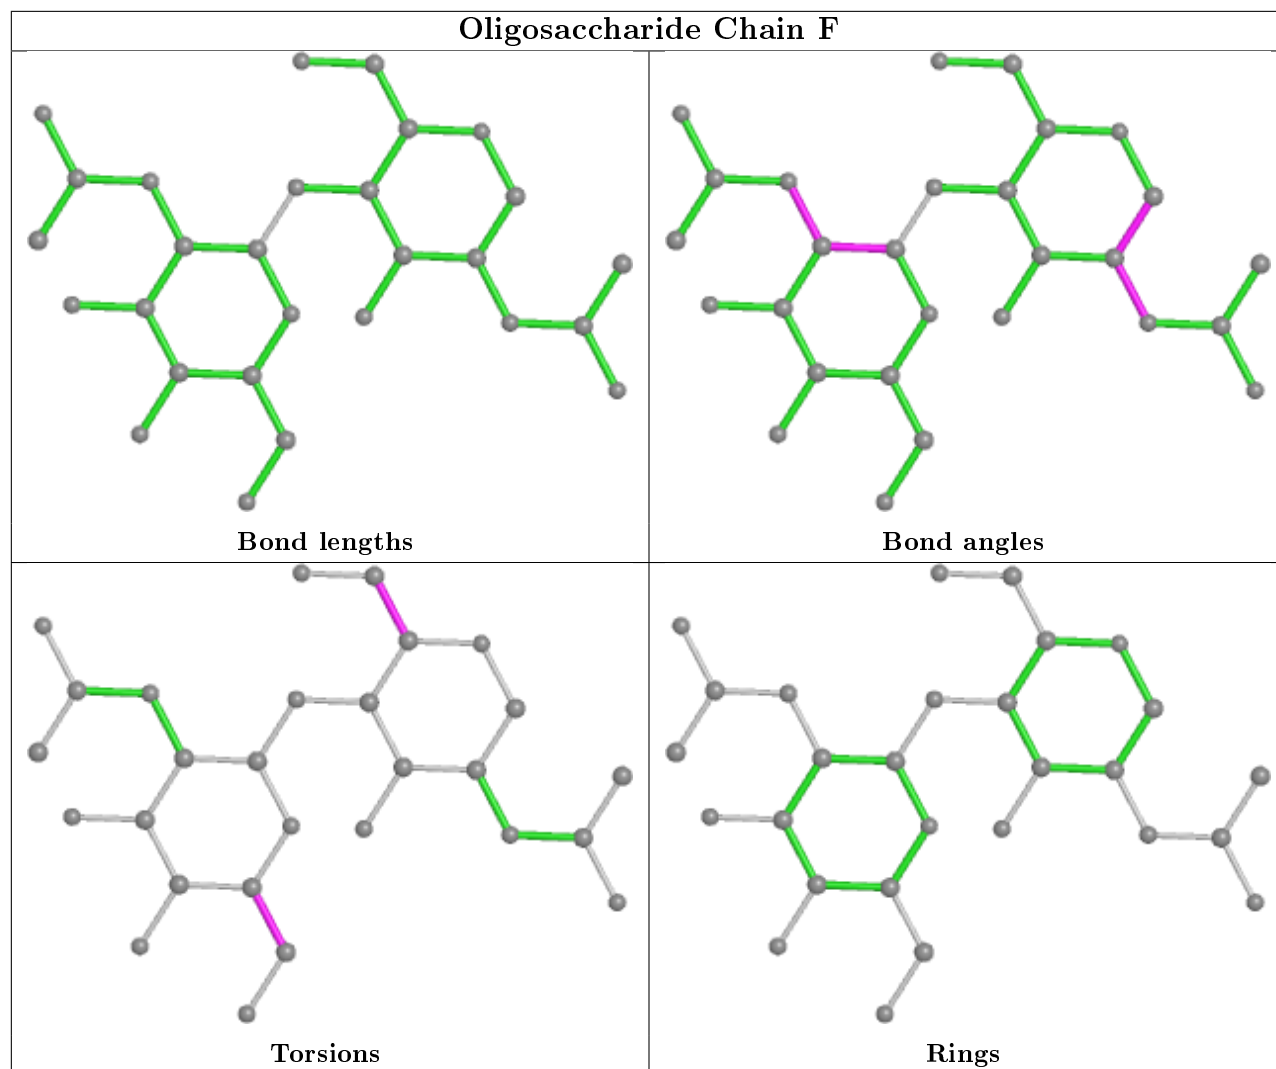 Oligosaccharide Chain F
Bond lengths
Bond angles
Torsions
Rings